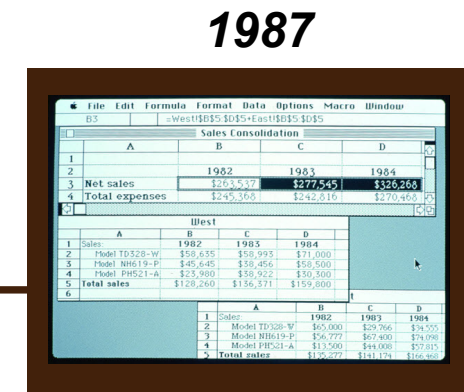 1987
File Edit Formula Format Data Options Macro Window
B3 =West!$B$5:$D$5+East!$B$5:$D$5
Sales Consolidation
A B C D
1
2 1982 1983 1984
3 Net sales $263,537 $277,545 $326,268
4 Total expenses $245,368 $242,816 $270,468
West
A B C D
1 Sales: 1982 1983 1984
2 Model TD328-W $58,635 $58,993 $71,000
3 Model NH619-P $45,645 $38,456 $58,500
4 Model PH521-A $23,980 $38,922 $30,300
5 Total sales $128,260 $136,371 $159,800
6
t
A B C D
1 Sales: 1982 1983 1984
2 Model TD328-W $65,000 $29,766 $34,555
3 Model NH619-P $56,777 $67,400 $74,098
4 Model PH521-A $13,500 $44,008 $57,815
5 Total sales $135,277 $141,174 $166,468